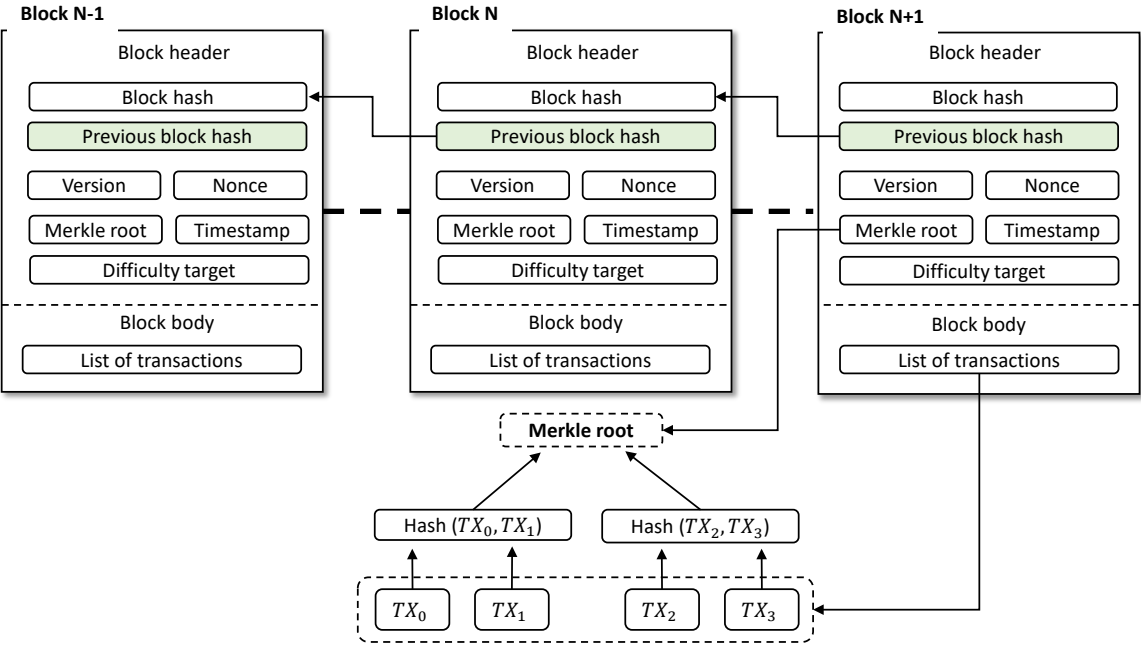 Block N-1
Block header
Block hash
Previous block hash
Version
Nonce
Merkle root
Timestamp
Difficulty target
Block body
List of transactions
Block N
Block header
Block hash
Previous block hash
Version
Nonce
Merkle root
Timestamp
Difficulty target
Block body
List of transactions
Block N+1
Block header
Block hash
Previous block hash
Version
Nonce
Merkle root
Timestamp
Difficulty target
Block body
List of transactions
Merkle root
Hash (TX₀, TX₁)
Hash (TX₂, TX₃)
TX₀
TX₁
TX₂
TX₃